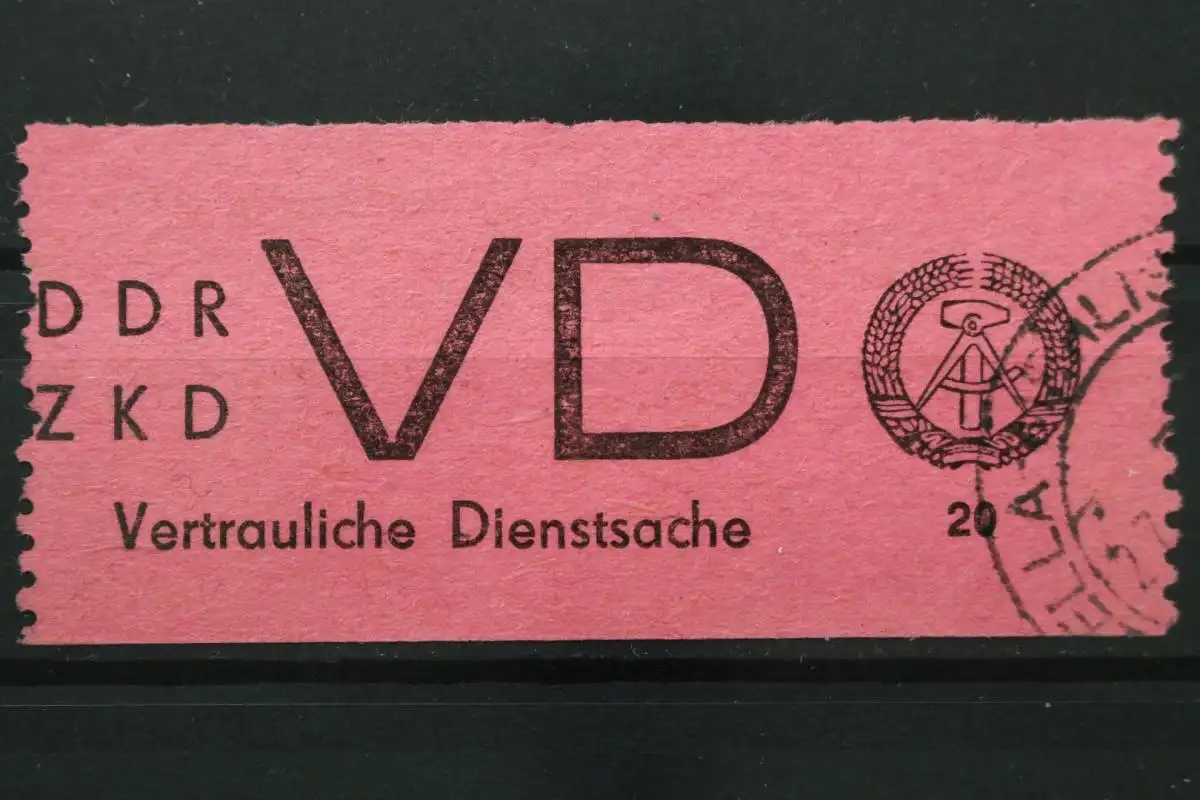 DDR
ZKD
VD
Vertrauliche Dienstsache
20